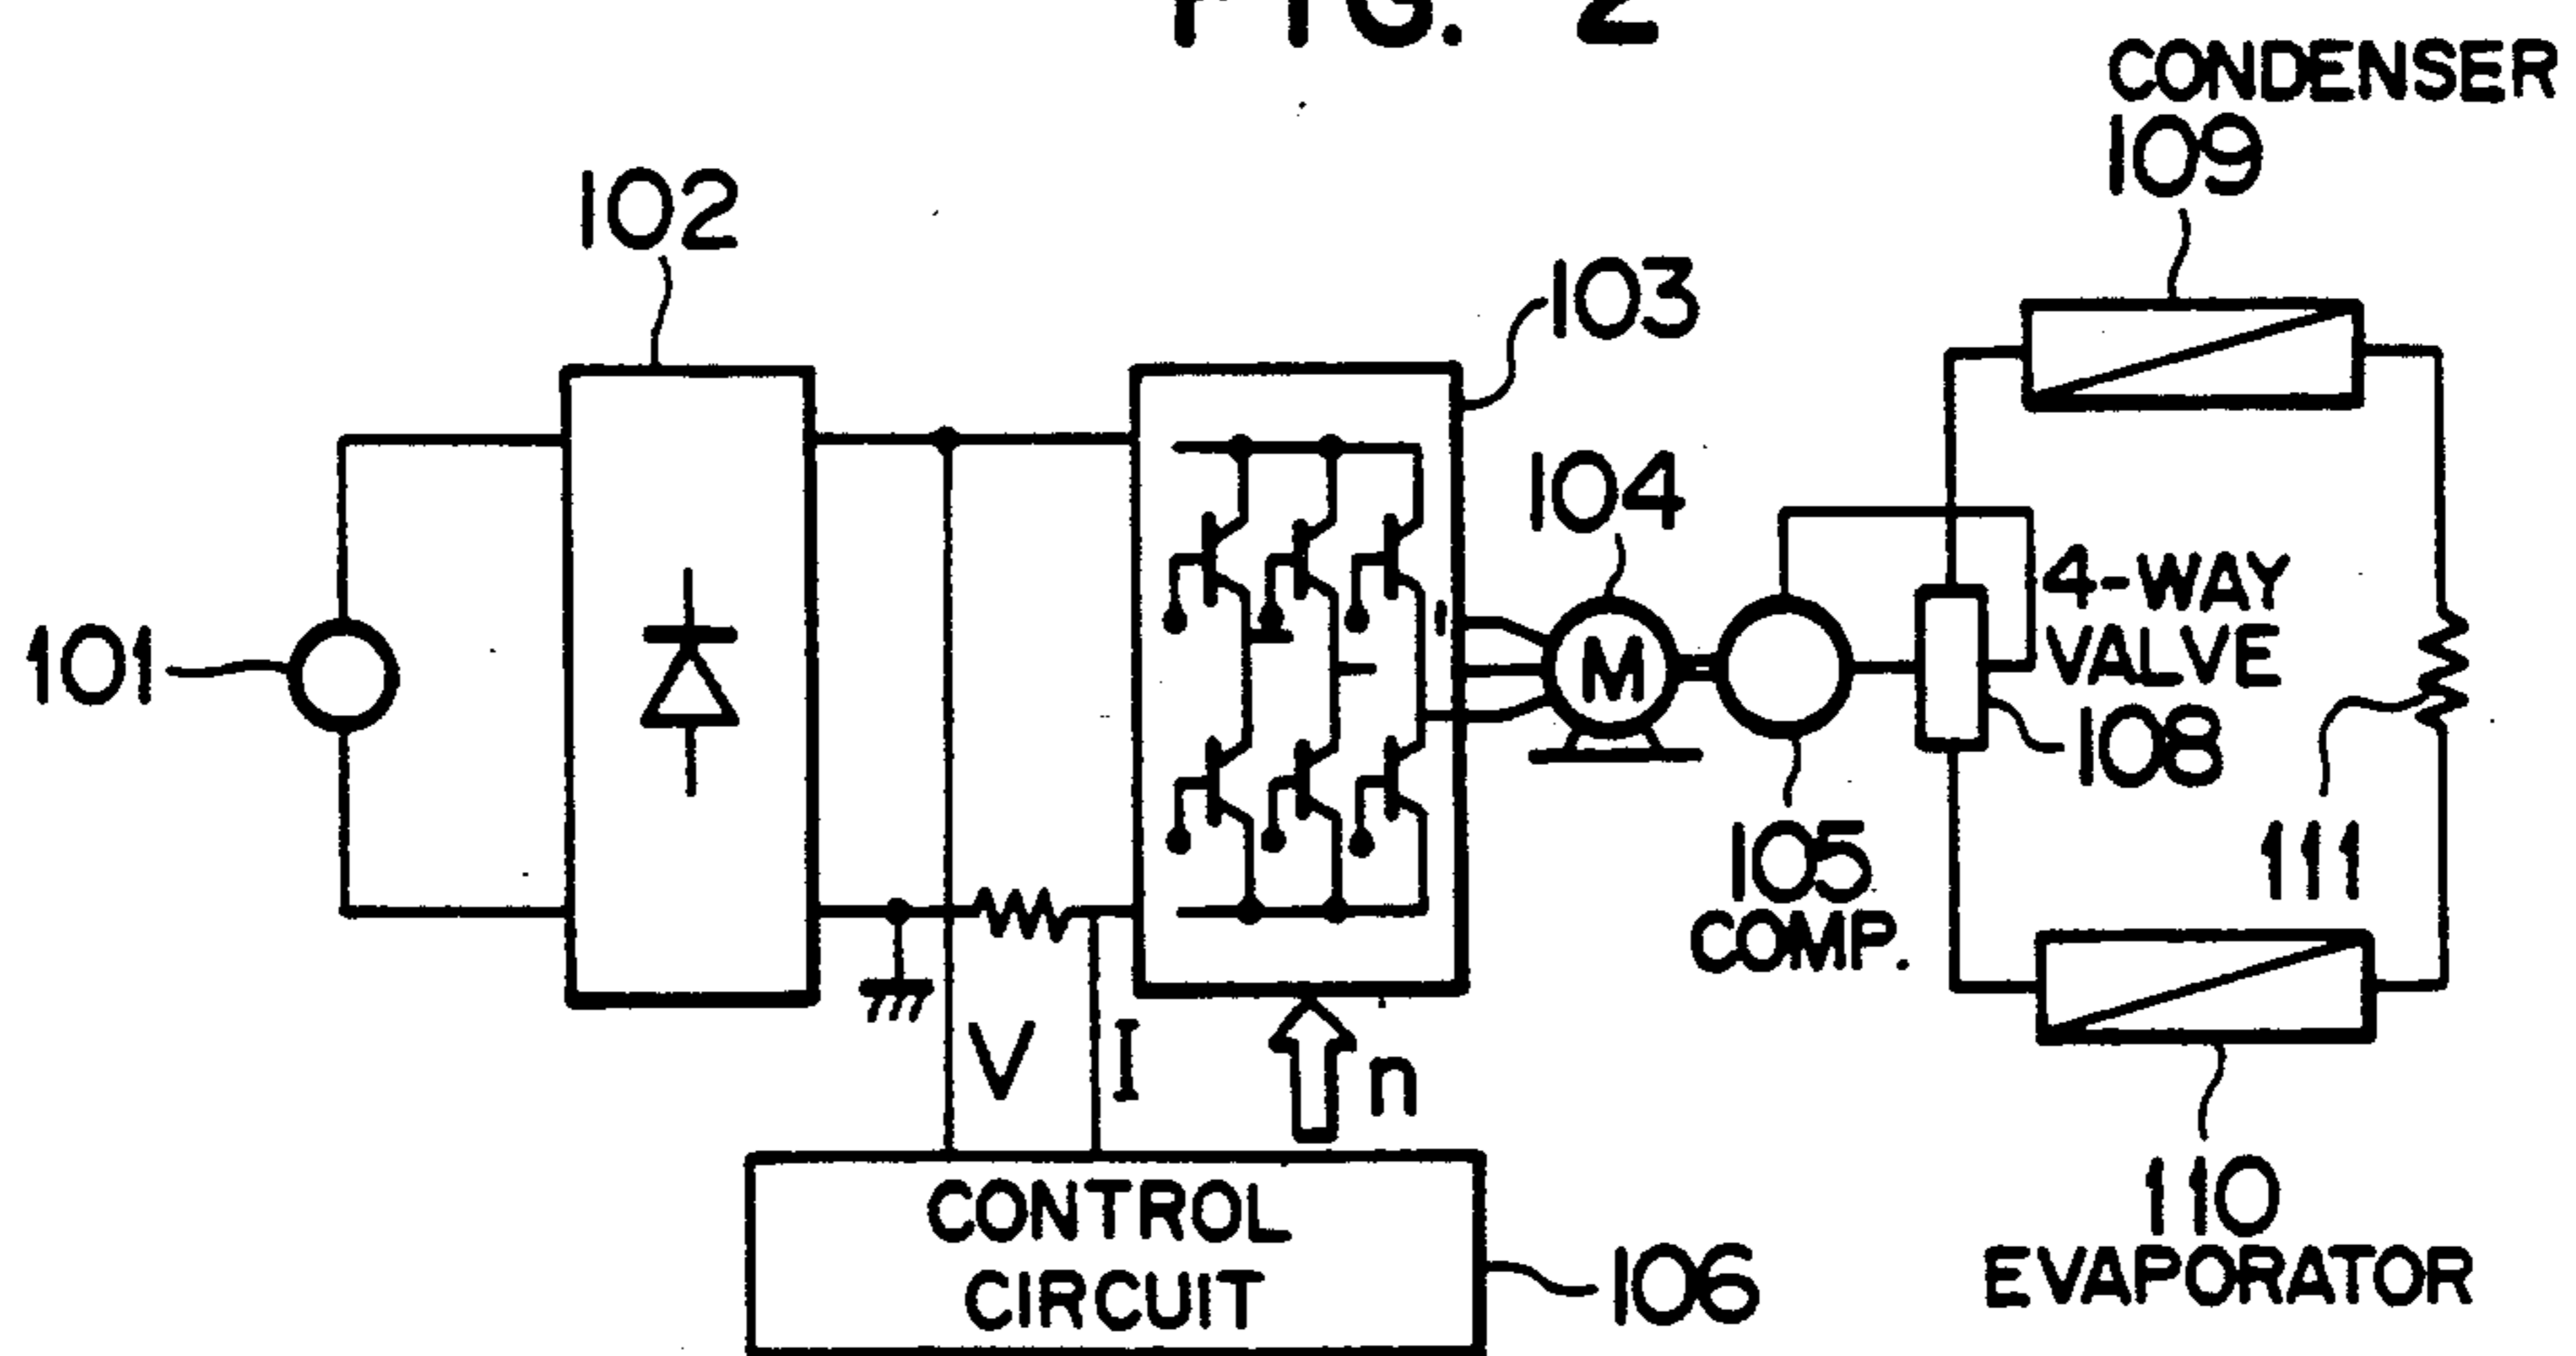 FIG. 2
CONDENSER
109
102
103
104
101
M
4-WAY
VALVE
108
105
COMP.
111
V
I
n
CONTROL
CIRCUIT
106
110
EVAPORATOR